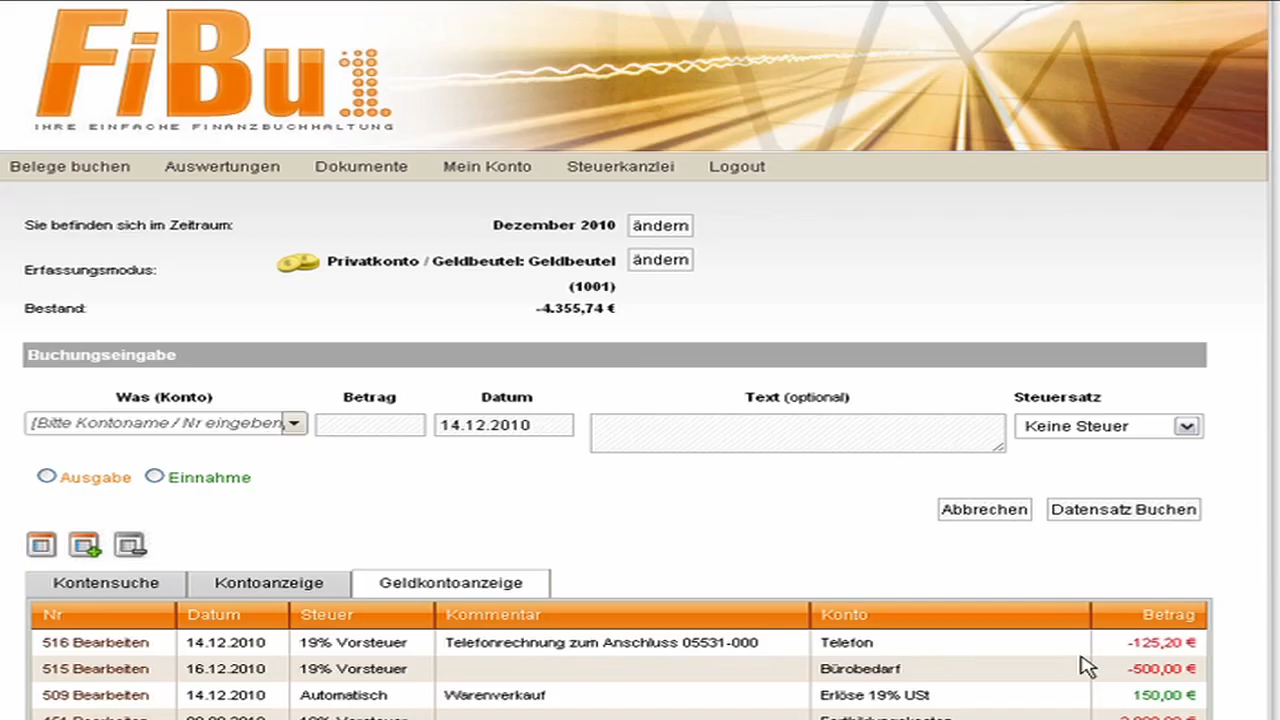 FiBu1
IHRE EINFACHE FINANZBUCHHALTUNG
Belege buchen Auswertungen Dokumente Mein Konto Steuerkanzlei Logout
Sie befinden sich im Zeitraum: Dezember 2010 ändern
Erfassungsmodus: Privatkonto / Geldbeutel: Geldbeutel ändern
(1001)
Bestand: -4.355,74 €
Buchungseingabe
Was (Konto) Betrag Datum Text (optional) Steuersatz
[Bitte Kontoname / Nr eingeben, 14.12.2010 Keine Steuer
Ausgabe Einnahme
Abbrechen Datensatz Buchen
Kontensuche Kontoanzeige Geldkontoanzeige
Nr Datum Steuer Kommentar Konto Betrag
516 Bearbeiten 14.12.2010 19% Vorsteuer Telefonrechnung zum Anschluss 05531-000 Telefon -125,20 €
515 Bearbeiten 16.12.2010 19% Vorsteuer Bürobedarf -500,00 €
509 Bearbeiten 14.12.2010 Automatisch Warenverkauf Erlöse 19% USt 150,00 €